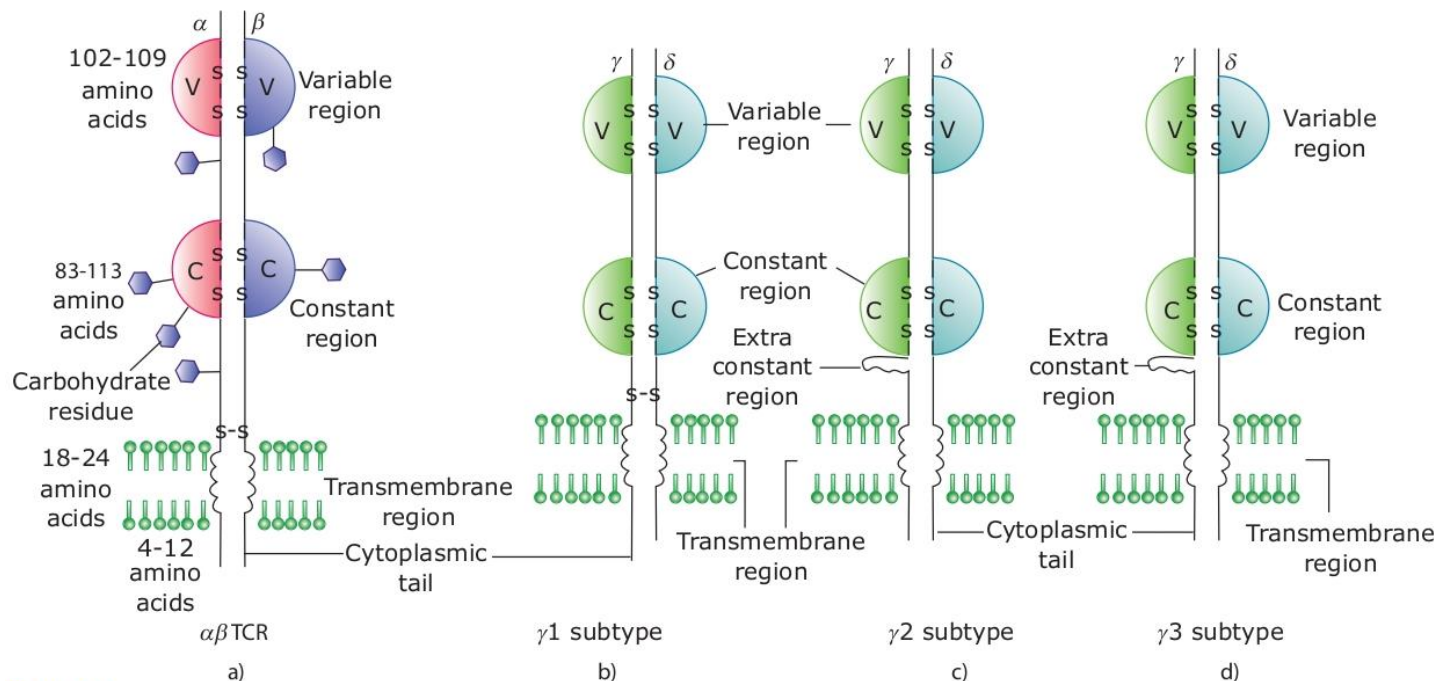 α
β
102-109
amino
acids
V
S
S
S
S
V
Variable
region
83-113
amino
acids
C
S
S
S
S
C
Constant
region
Carbohydrate
residue
S-S
18-24
amino
acids
Transmembrane
region
4-12
amino
acids
Cytoplasmic
tail
αβ TCR
a)
γ
δ
V
S
S
S
S
V
Variable
region
C
S
S
S
S
C
Constant
region
Extra
constant
region
S-S
Transmembrane
region
γ1 subtype
b)
γ
δ
V
S
S
S
S
V
C
S
S
S
S
C
Cytoplasmic
tail
γ2 subtype
c)
γ
δ
V
S
S
S
S
V
Variable
region
C
S
S
S
S
C
Constant
region
Extra
constant
region
Transmembrane
region
γ3 subtype
d)